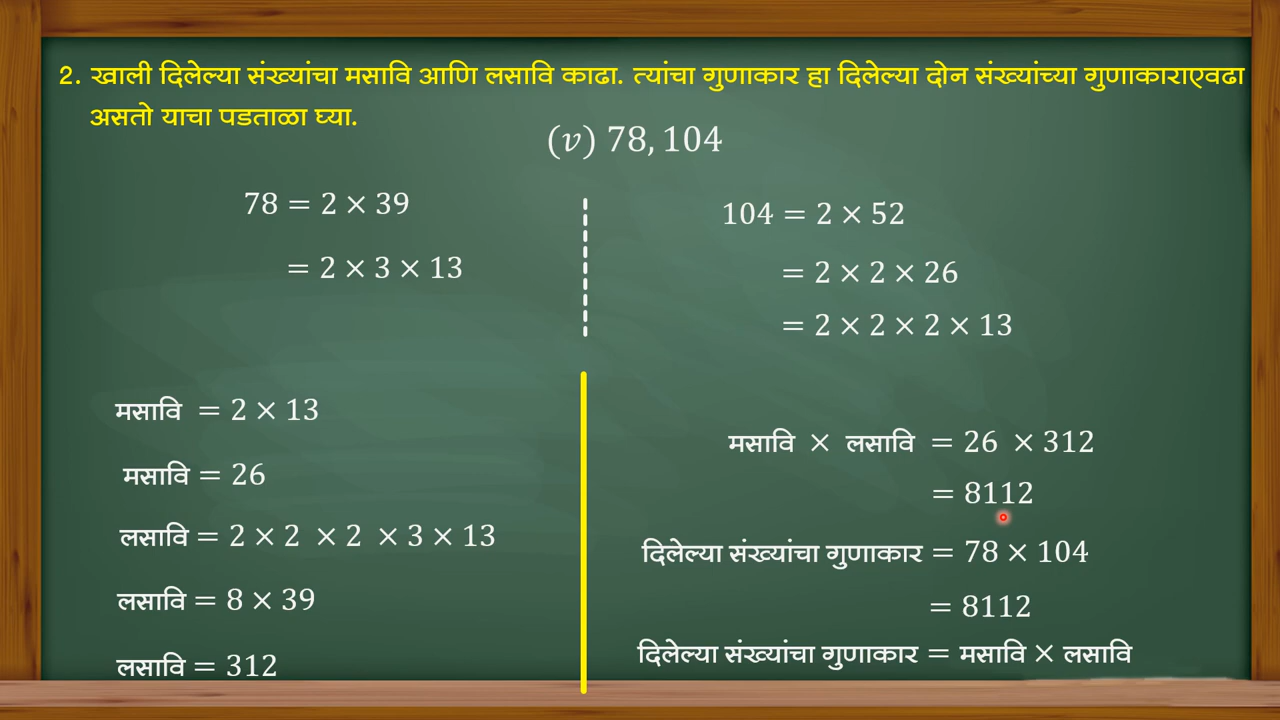 2. खाली दिलेल्या संख्यांचा मसावि आणि लसावि काढा. त्यांचा गुणाकार हा दिलेल्या दोन संख्यांच्या गुणाकाराएवढा
असतो याचा पडताळा घ्या.
(v) 78, 104
78 = 2 × 39
= 2 × 3 × 13
104 = 2 × 52
= 2 × 2 × 26
= 2 × 2 × 2 × 13
मसावि = 2 × 13
मसावि = 26
लसावि = 2 × 2 × 2 × 3 × 13
लसावि = 8 × 39
लसावि = 312
मसावि × लसावि = 26 × 312
= 8112
दिलेल्या संख्यांचा गुणाकार = 78 × 104
= 8112
दिलेल्या संख्यांचा गुणाकार = मसावि × लसावि